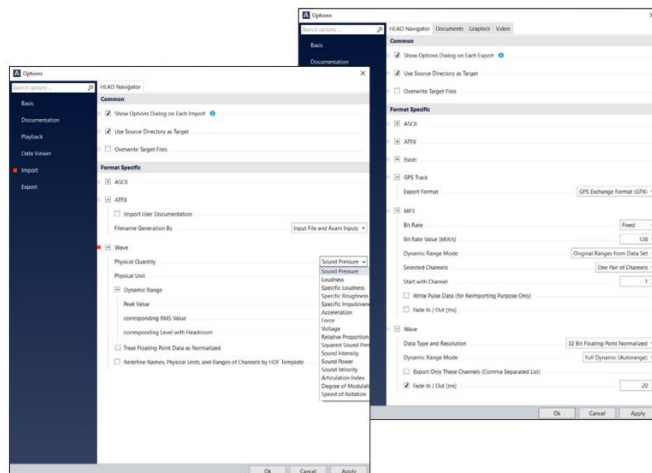 Options
Search options ...
HEAD Navigator Documents Graphics Video
Common
Basic
Show Options Dialog on Each Export
Documentation
Use Source Directory as Target
Overwrite Target Files
Format Specific
ASCII
ATFX
Excel
GPS Track
Export Format GPS Exchange Format (GPX)
MP3
Bit Rate Fixed
Bit Rate Value [kBit/s] 128
Dynamic Range Mode Original Ranges from Data Set
Selected Channels One Pair of Channels
Start with Channel 1
Write Pulse Data (for Reimporting Purpose Only)
Fade In / Out [ms]
Wave
Data Type and Resolution 32 Bit Floating Point Normalized
Dynamic Range Mode Full Dynamic (Autorange)
Export Only These Channels (Comma Separated List)
Fade In / Out [ms] 20
Ok Cancel Apply
Options
Search options ...
HEAD Navigator
Basic
Common
Documentation
Show Options Dialog on Each Import
Playback
Use Source Directory as Target
Data Viewer
Overwrite Target Files
Import
Format Specific
Export
ASCII
ATFX
Import User Documentation
Filename Generation By Input File and Asam Inputs
Wave
Physical Quantity Sound Pressure
Physical Unit
Dynamic Range
Peak Value
corresponding RMS Value
corresponding Level with Headroom
Treat Floating Point Data as Normalized
Redefine Names, Physical Units, and Ranges of Channels by HDF Template
Sound Pressure
Loudness
Specific Loudness
Specific Roughness
Specific Impulsivene
Acceleration
Force
Voltage
Relative Proportion
Squared Sound Pres
Sound Intensity
Sound Power
Sound Velocity
Articulation Index
Degree of Modulati
Speed of Rotation
Ok Cancel Apply